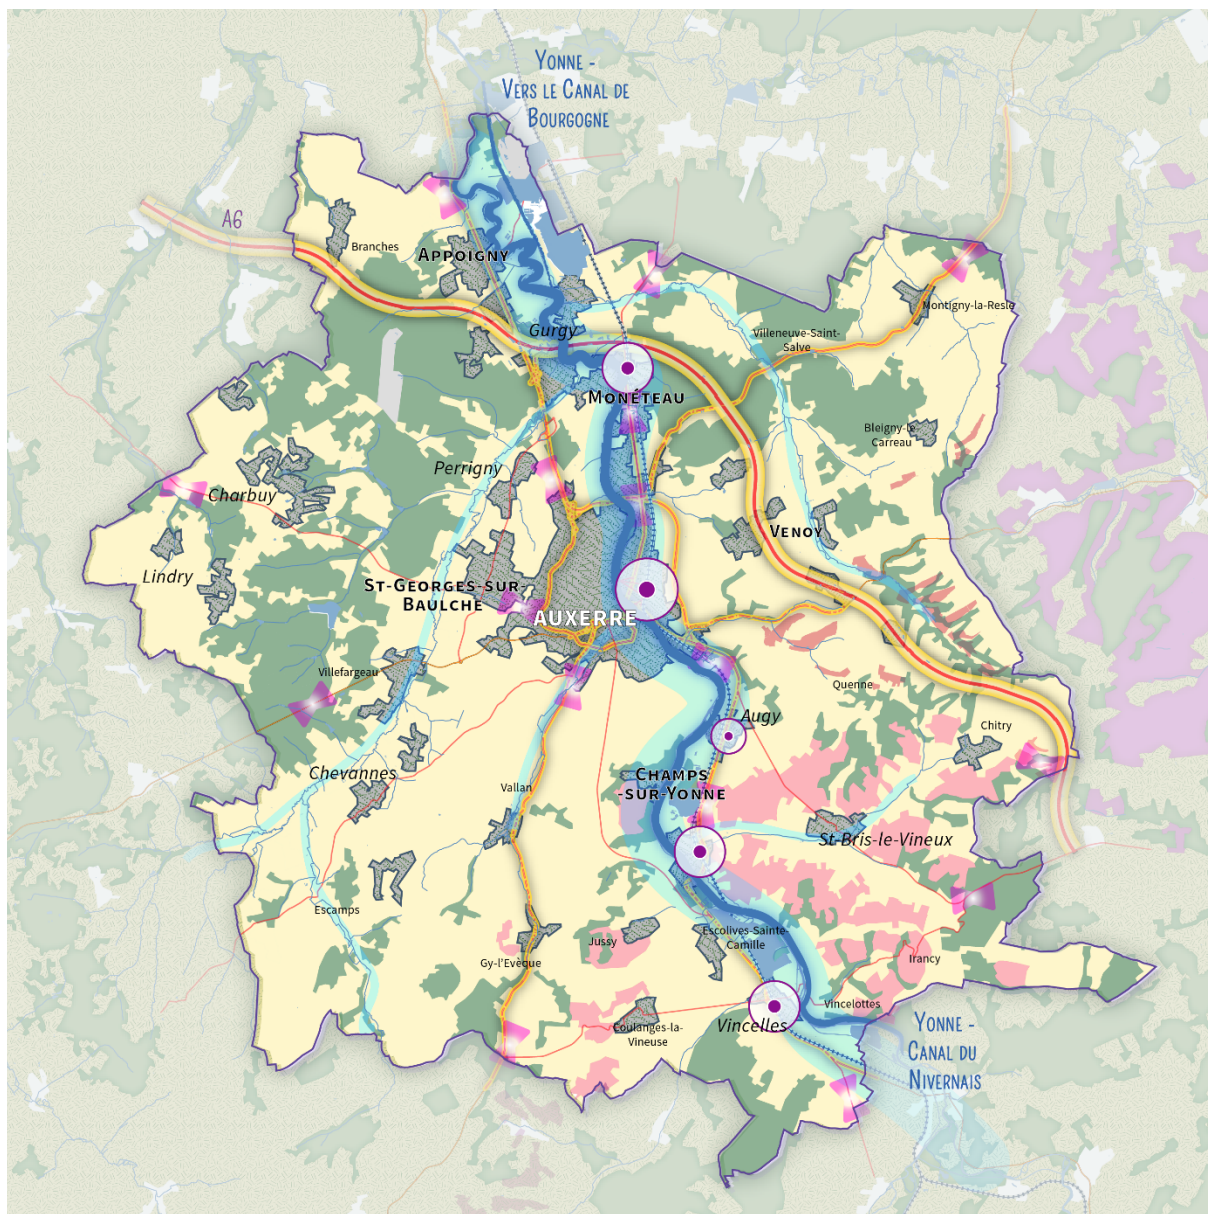 YONNE -
VERS LE CANAL DE
BOURGOGNE
A6
Branches
APPOIGNY
Montigny-la-Resle
Gurgy
Villeneuve-Saint-
Salve
MONÉTEAU
Bleigny-le-
Carreau
Perrigny
Charbuy
VENOY
Lindry
ST-GEORGES-SUR-
BAULCHE
AUXERRE
Villefargeau
Quenne
Augy
Chitry
Chevannes
CHAMPS
-SUR-YONNE
Vallan
St-Bris-le-Vineux
Escamps
Escolives-Sainte-
Camille
Jussy
Gy-l'Evèque
Irancy
Vincelottes
Coulanges-la-
Vineuse
Vincelles
YONNE -
CANAL DU
NIVERNAIS